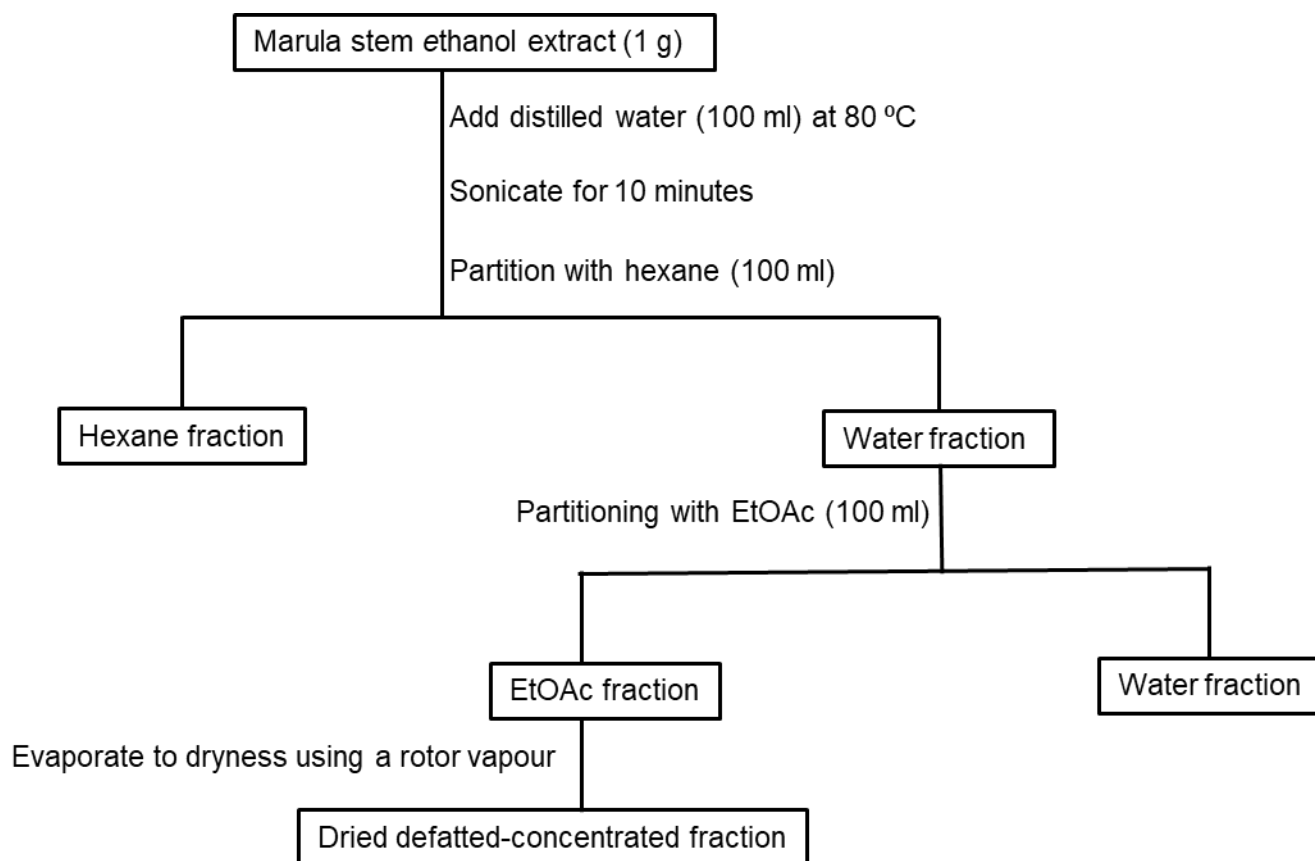 Marula stem ethanol extract (1 g)
Add distilled water (100 ml) at 80 ºC
Sonicate for 10 minutes
Partition with hexane (100 ml)
Hexane fraction
Water fraction
Partitioning with EtOAc (100 ml)
EtOAc fraction
Water fraction
Evaporate to dryness using a rotor vapour
Dried defatted-concentrated fraction